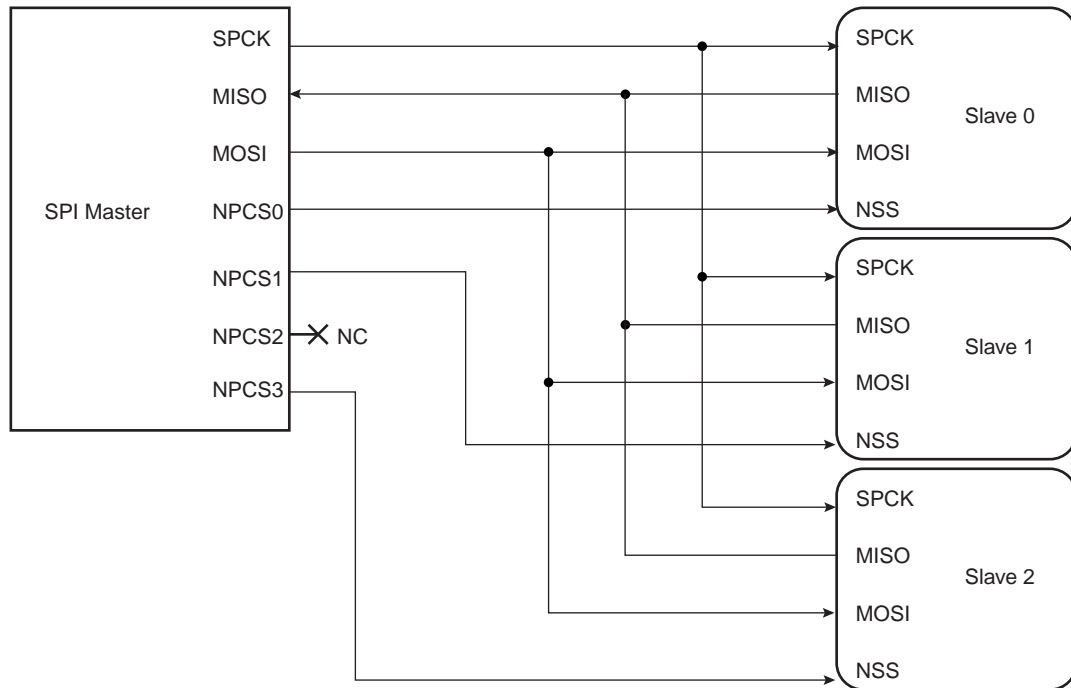 SPI Master
SPCK
MISO
MOSI
NPCS0
NPCS1
NPCS2
NC
NPCS3
SPCK
MISO
Slave 0
MOSI
NSS
SPCK
MISO
Slave 1
MOSI
NSS
SPCK
MISO
Slave 2
MOSI
NSS